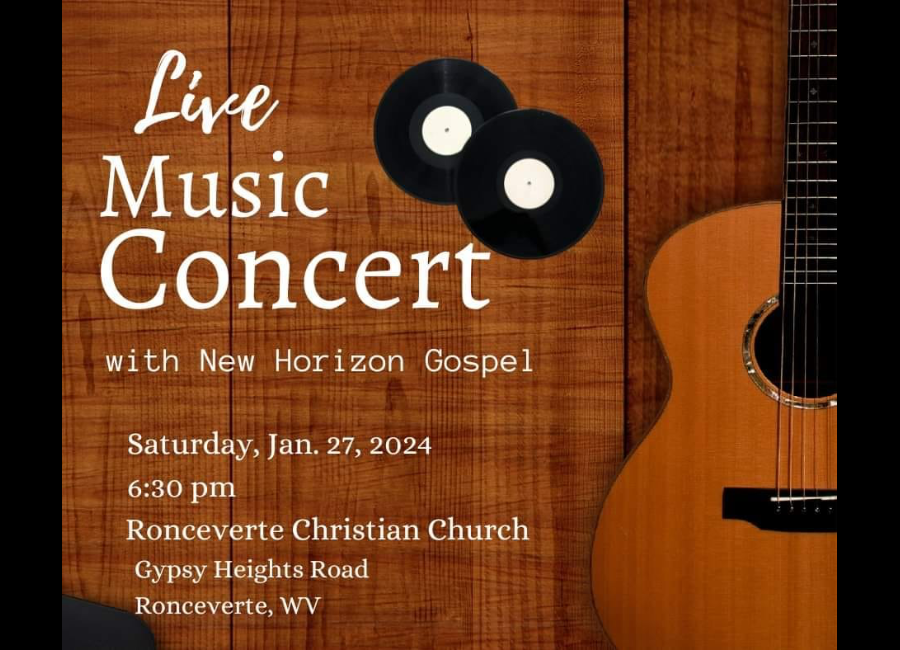 Live
Music
Concert
with New Horizon Gospel
Saturday, Jan. 27, 2024
6:30 pm
Ronceverte Christian Church
Gypsy Heights Road
Ronceverte, WV